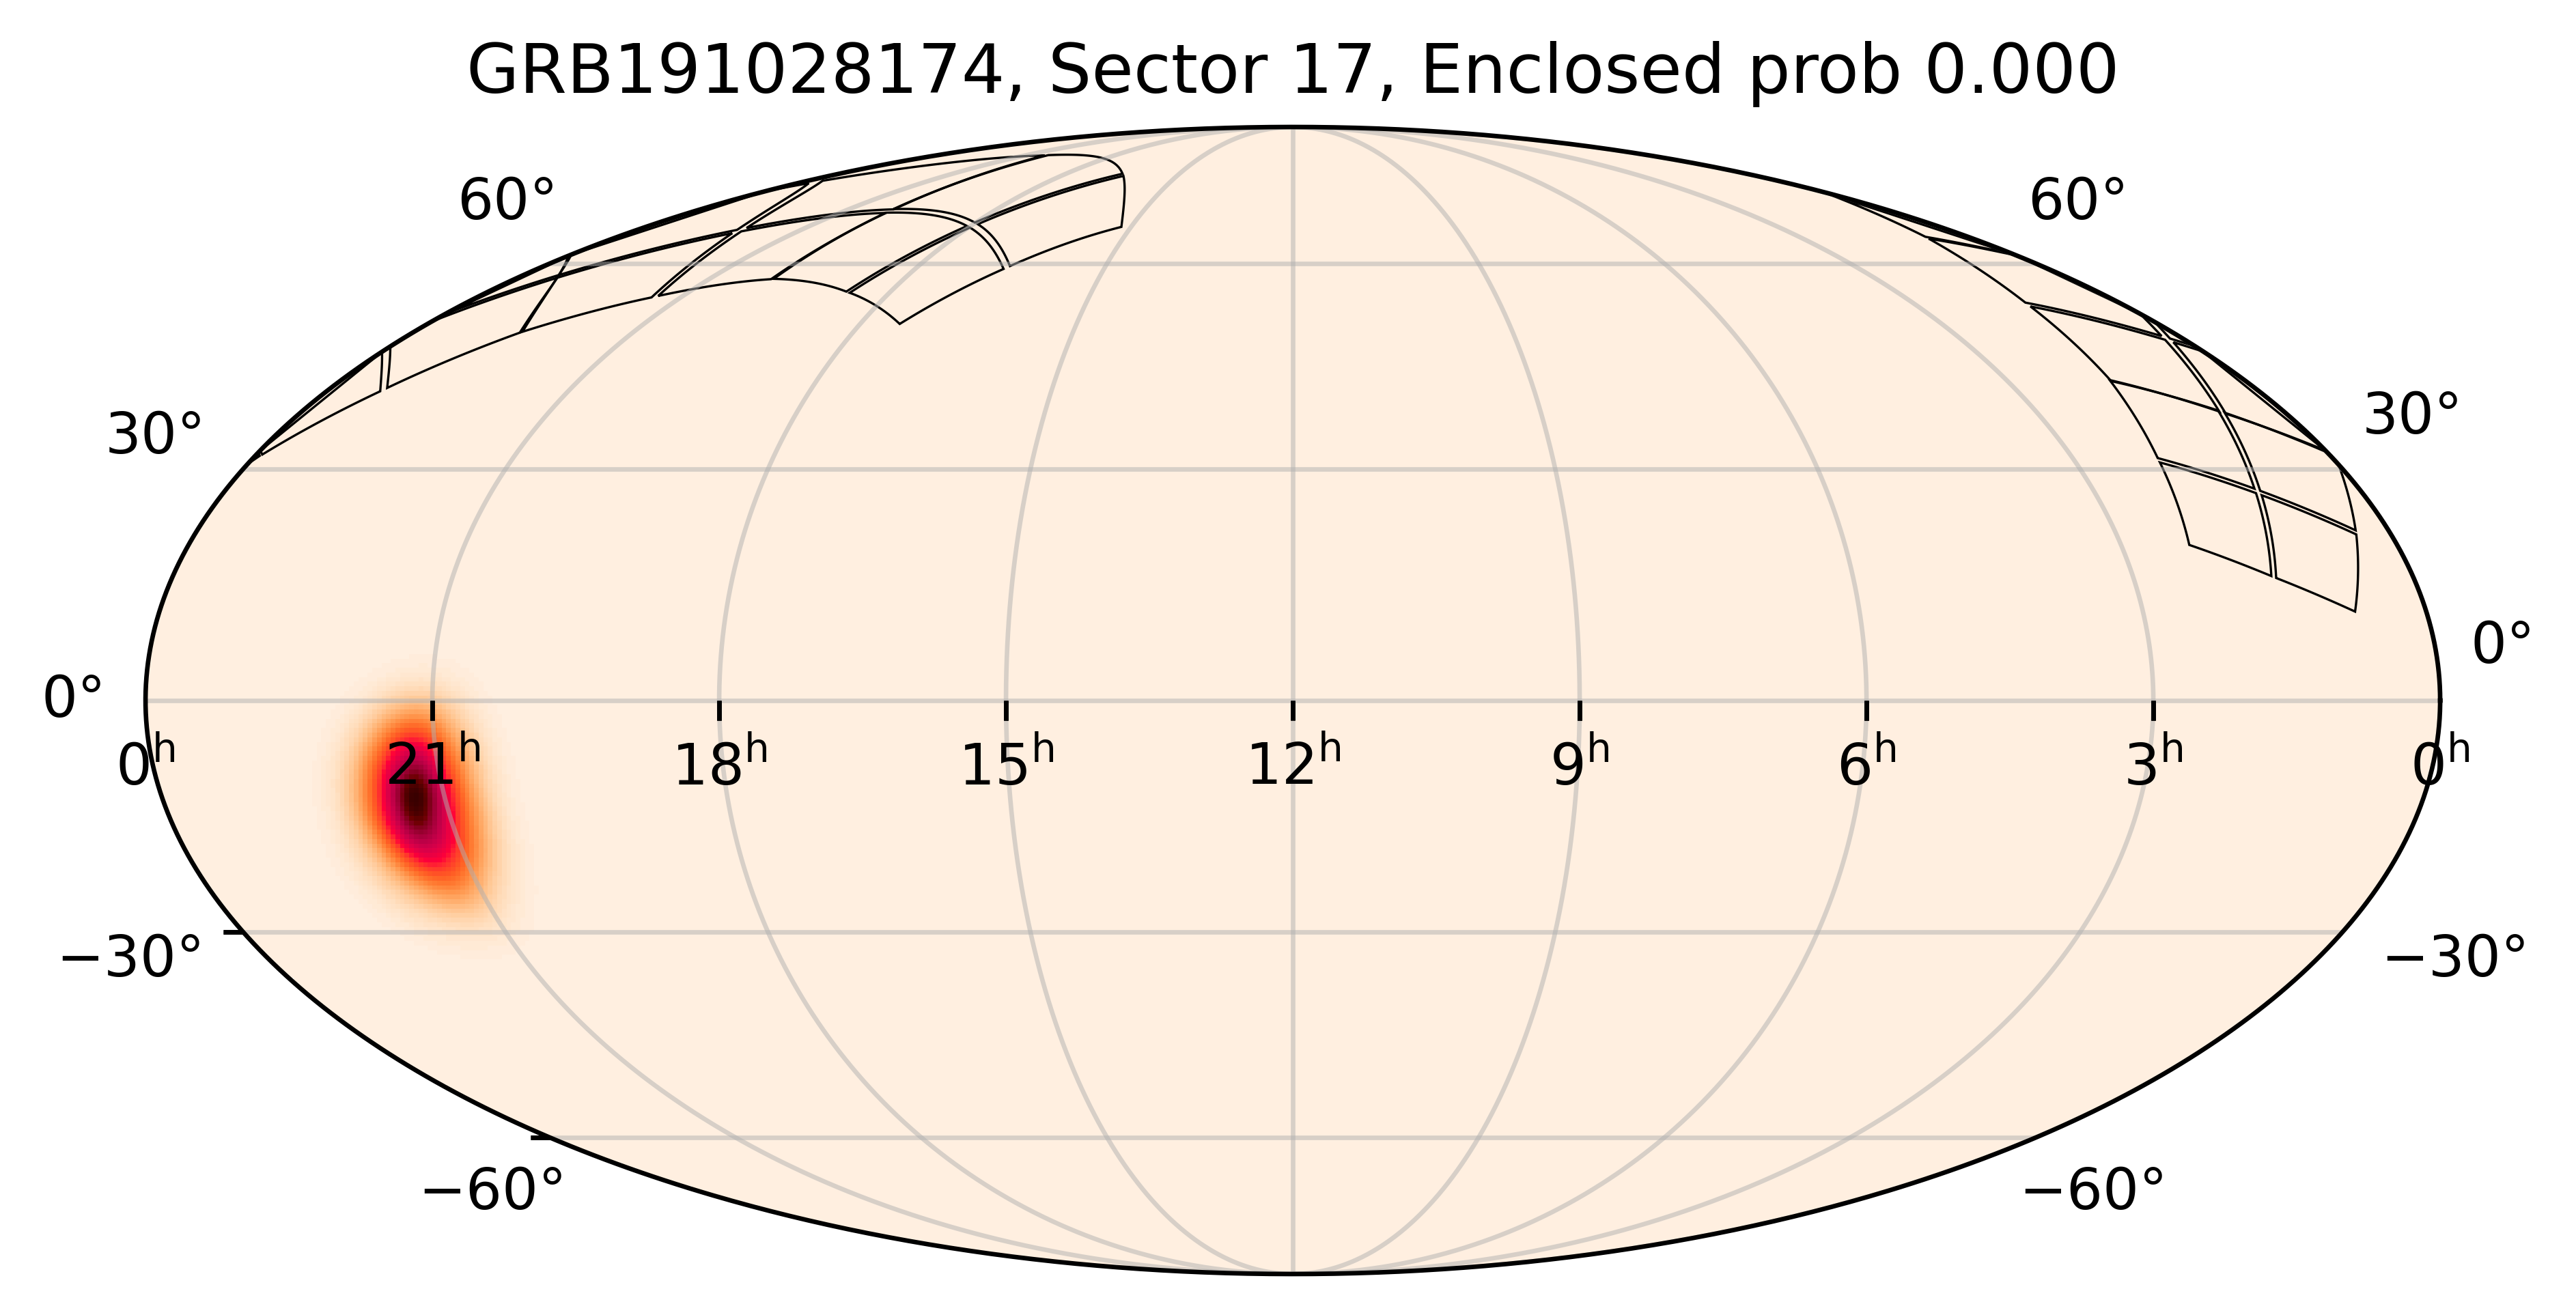 GRB191028174, Sector 17, Enclosed prob 0.000
60° 60°
30° 30°
0° 0°
0h 21h 18h 15h 12h 9h 6h 3h 0h
−30° −30°
−60° −60°